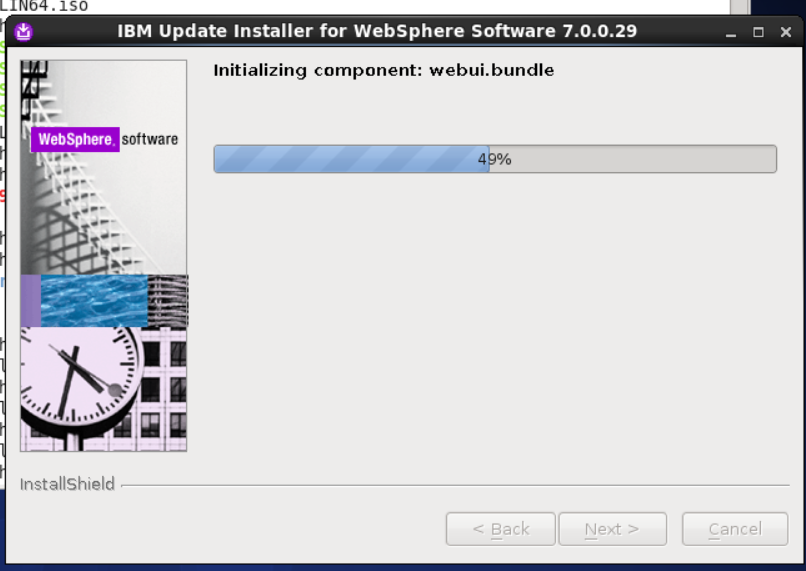 LIN64.iso
IBM Update Installer for WebSphere Software 7.0.0.29
Initializing component: webui.bundle
WebSphere. software
49%
InstallShield
< Back
Next >
Cancel